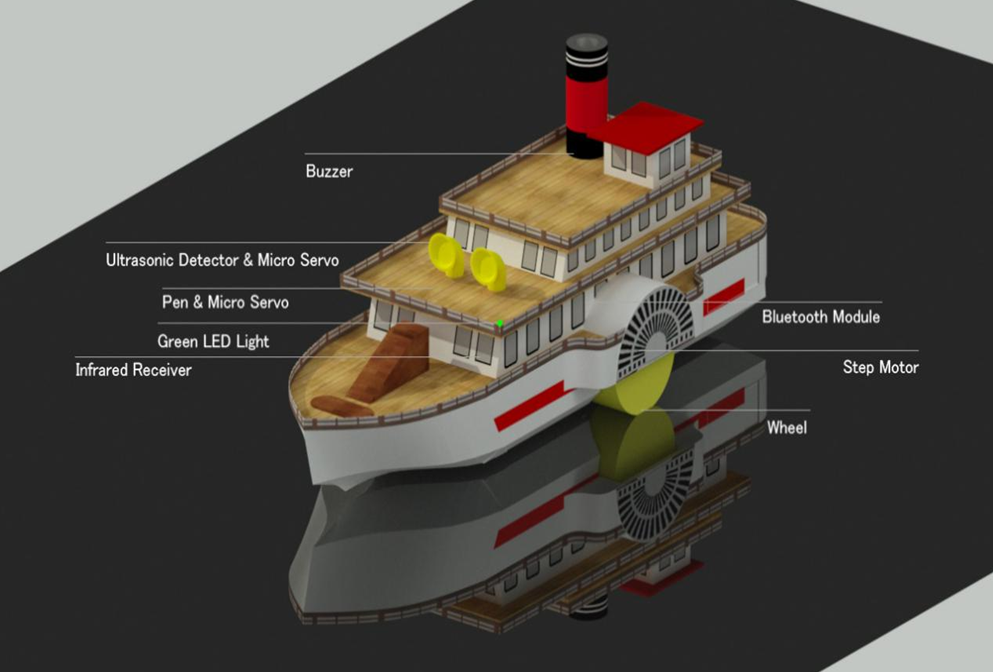 Buzzer
Ultrasonic Detector & Micro Servo
Pen & Micro Servo
Green LED Light
Infrared Receiver
Bluetooth Module
Step Motor
Wheel